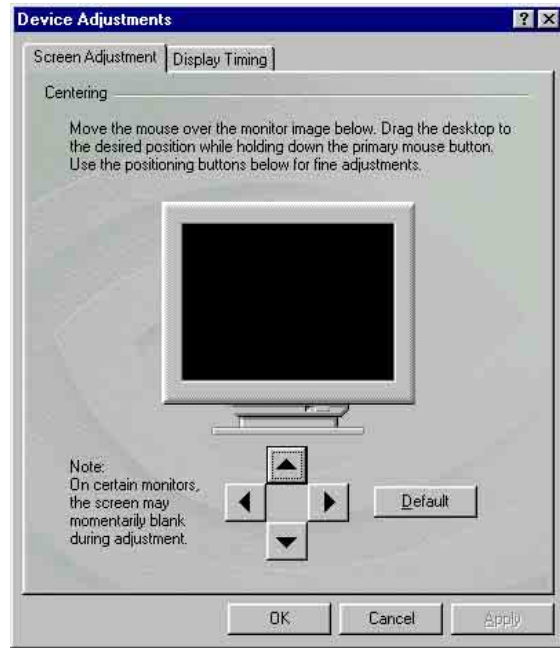 Device Adjustments
Screen Adjustment
Display Timing
Centering
Move the mouse over the monitor image below. Drag the desktop to
the desired position while holding down the primary mouse button.
Use the positioning buttons below for fine adjustments.
Note:
On certain monitors,
the screen may
momentarily blank
during adjustment.
Default
OK
Cancel
Apply